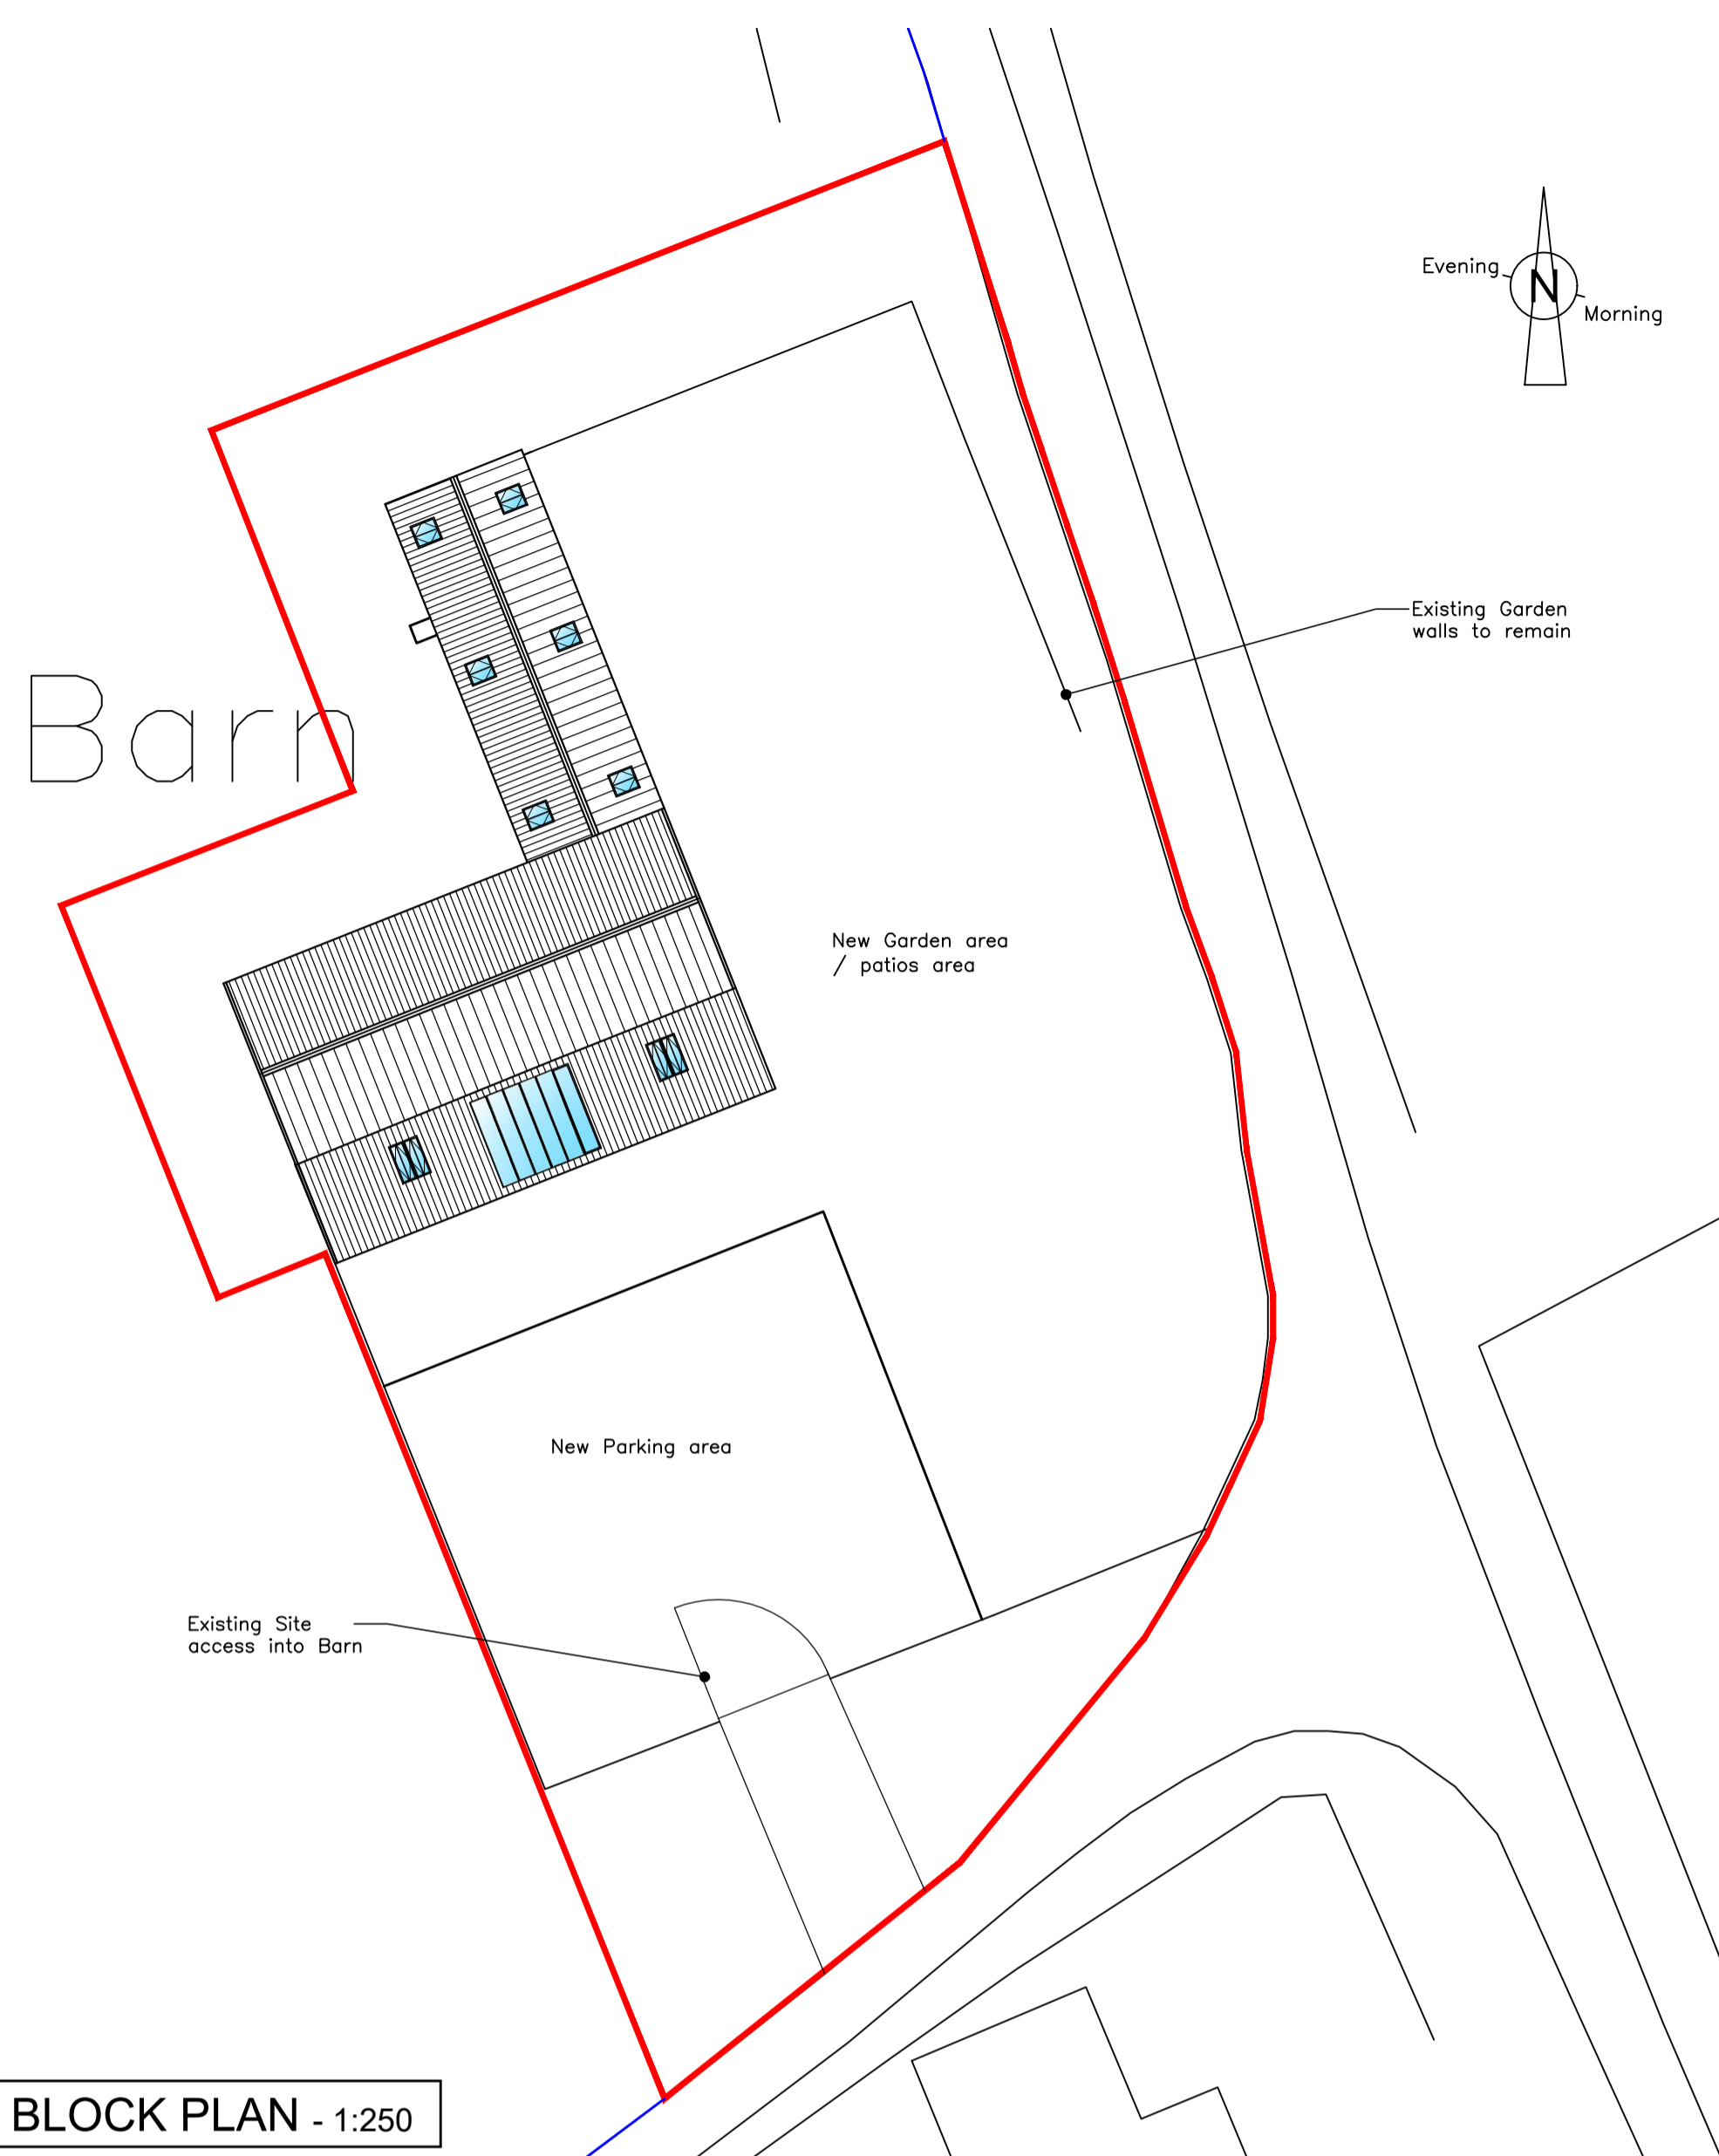 Evening
N
Morning
Existing Garden
walls to remain
Barn
New Garden area
/ patios area
New Parking area
Existing Site
access into Barn
BLOCK PLAN - 1:250